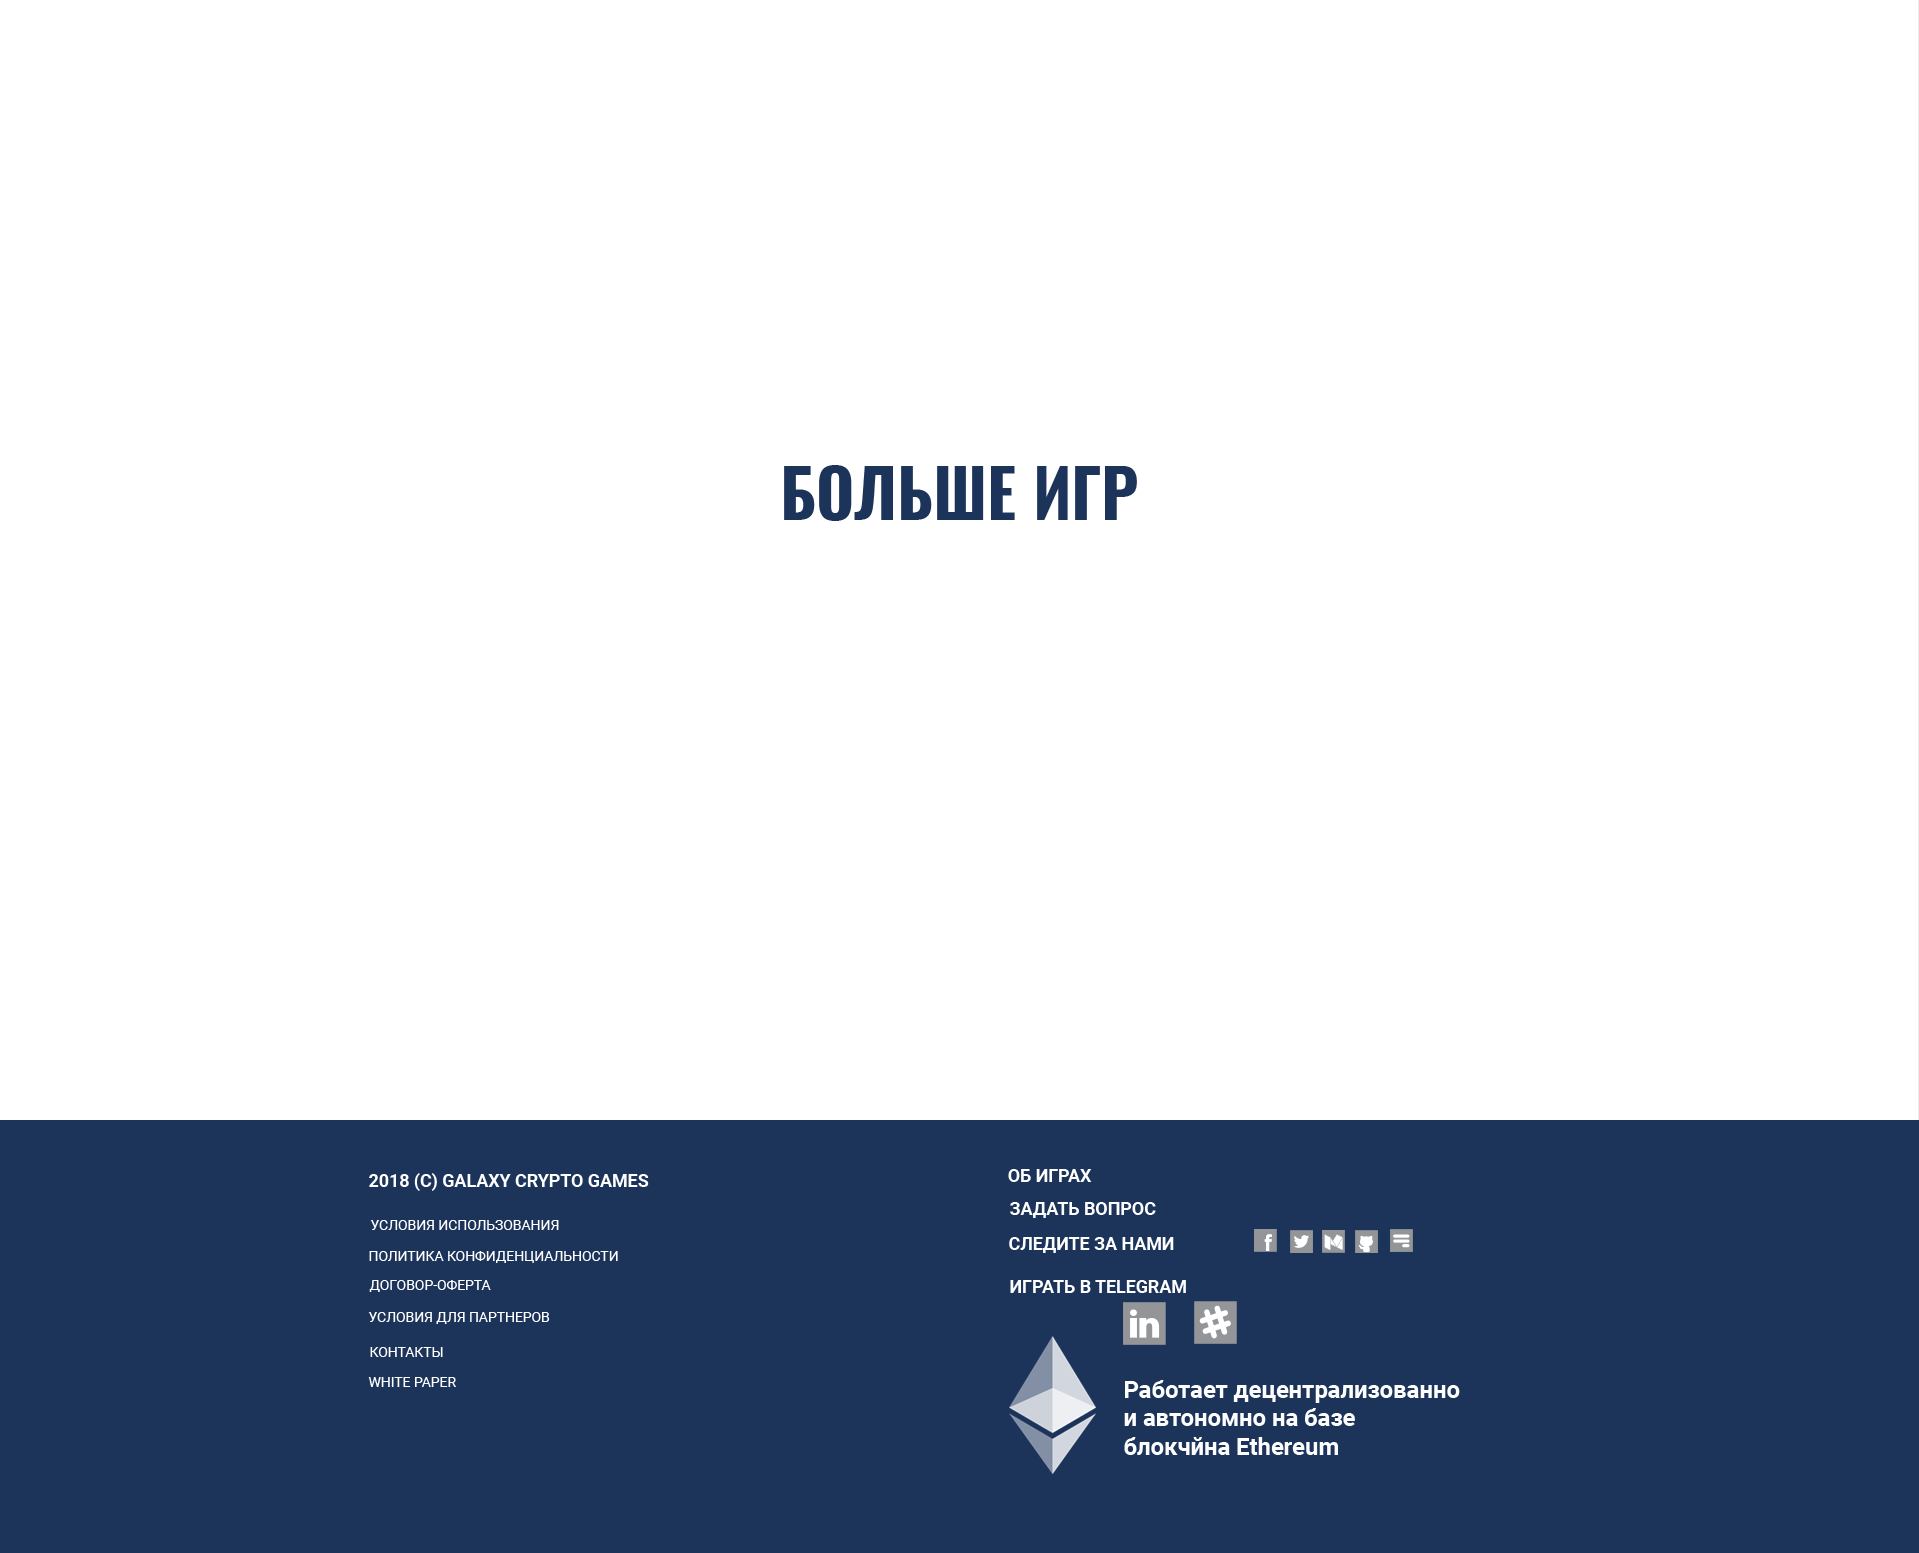 БОЛЬШЕ ИГР
2018 (C) GALAXY CRYPTO GAMES
УСЛОВИЯ ИСПОЛЬЗОВАНИЯ
ПОЛИТИКА КОНФИДЕНЦИАЛЬНОСТИ
ДОГОВОР-ОФЕРТА
УСЛОВИЯ ДЛЯ ПАРТНЕРОВ
КОНТАКТЫ
WHITE PAPER
ОБ ИГРАХ
ЗАДАТЬ ВОПРОС
СЛЕДИТЕ ЗА НАМИ
ИГРАТЬ В TELEGRAM
Работает децентрализованно
и автономно на базе
блокчйна Ethereum